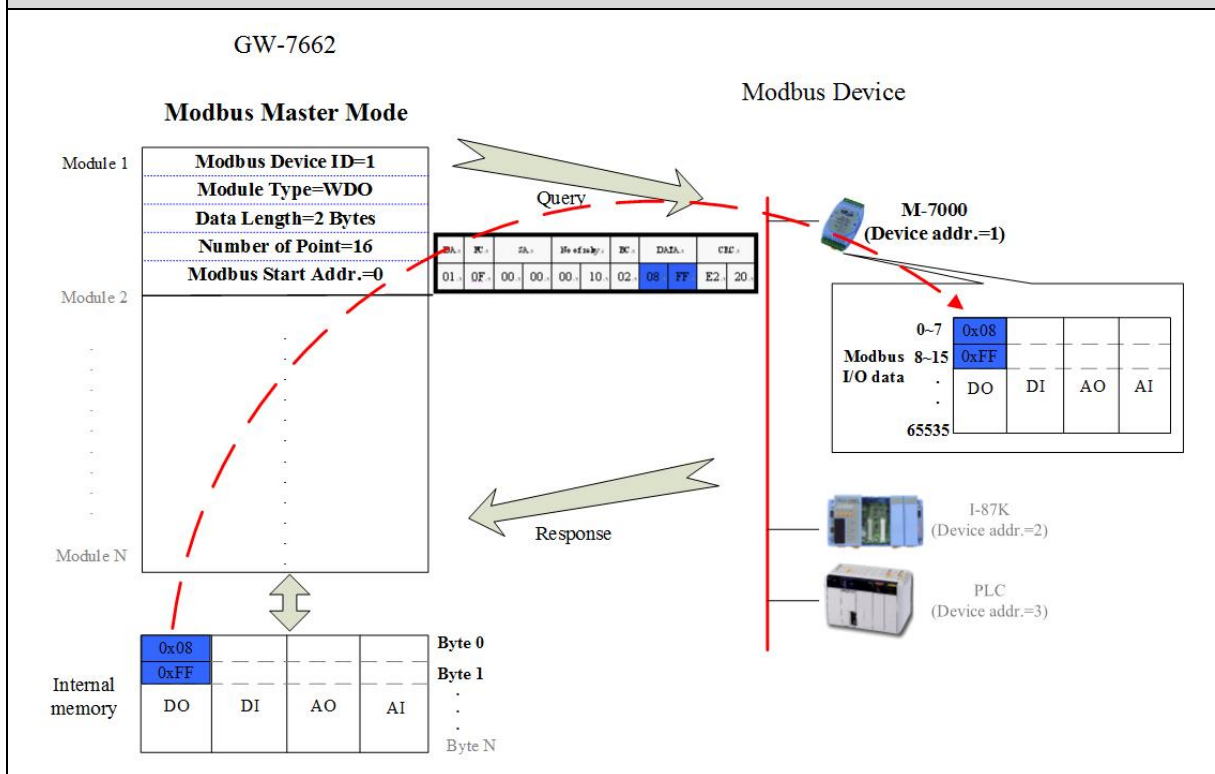 GW-7662
Modbus Device
Modbus Master Mode
Module 1
Modbus Device ID=1
Module Type=WDO
Data Length=2 Bytes
Number of Point=16
Modbus Start Addr.=0
Module 2
Module N
Query
DA FC SA No of relay BC DATA CRC
01 0F 00 00 00 10 02 08 FF E2 20
M-7000
(Device addr.=1)
0~7 0x08
Modbus 8~15 0xFF
I/O data
DO DI AO AI
65535
Response
I-87K
(Device addr.=2)
PLC
(Device addr.=3)
0x08 Byte 0
0xFF Byte 1
Internal
memory
DO DI AO AI
Byte N